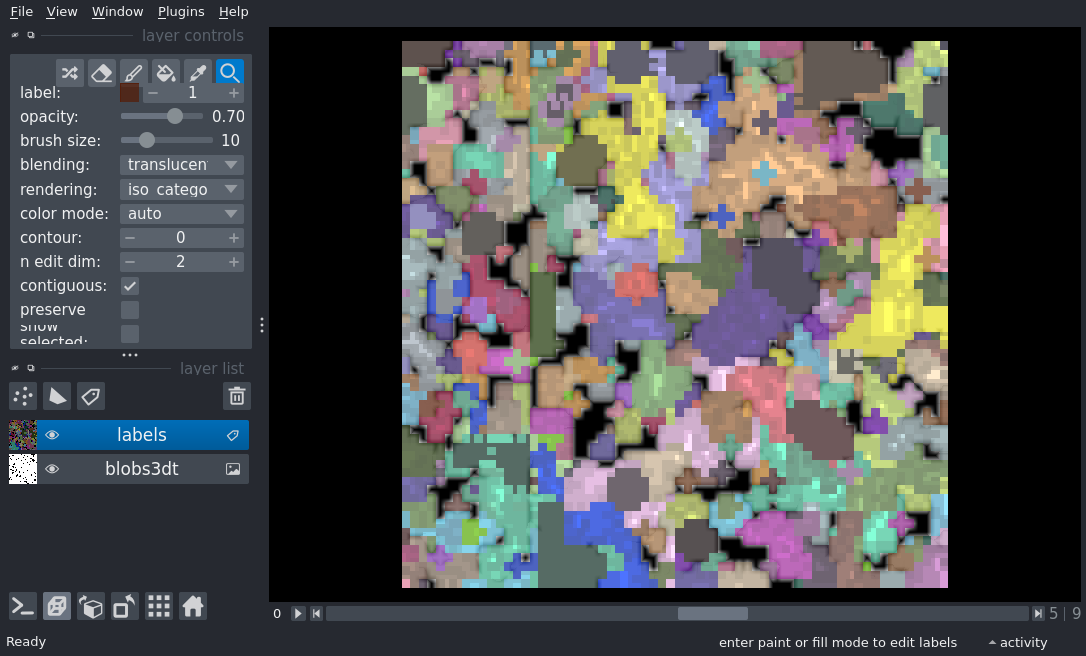 File View Window Plugins Help
layer controls
label: 1
opacity: 0.70
brush size: 10
blending: translucen
rendering: iso_catego
color mode: auto
contour: 0
n edit dim: 2
contiguous:
preserve
show
selected:
layer list
labels
blobs3dt
0 5 | 9
Ready enter paint or fill mode to edit labels activity